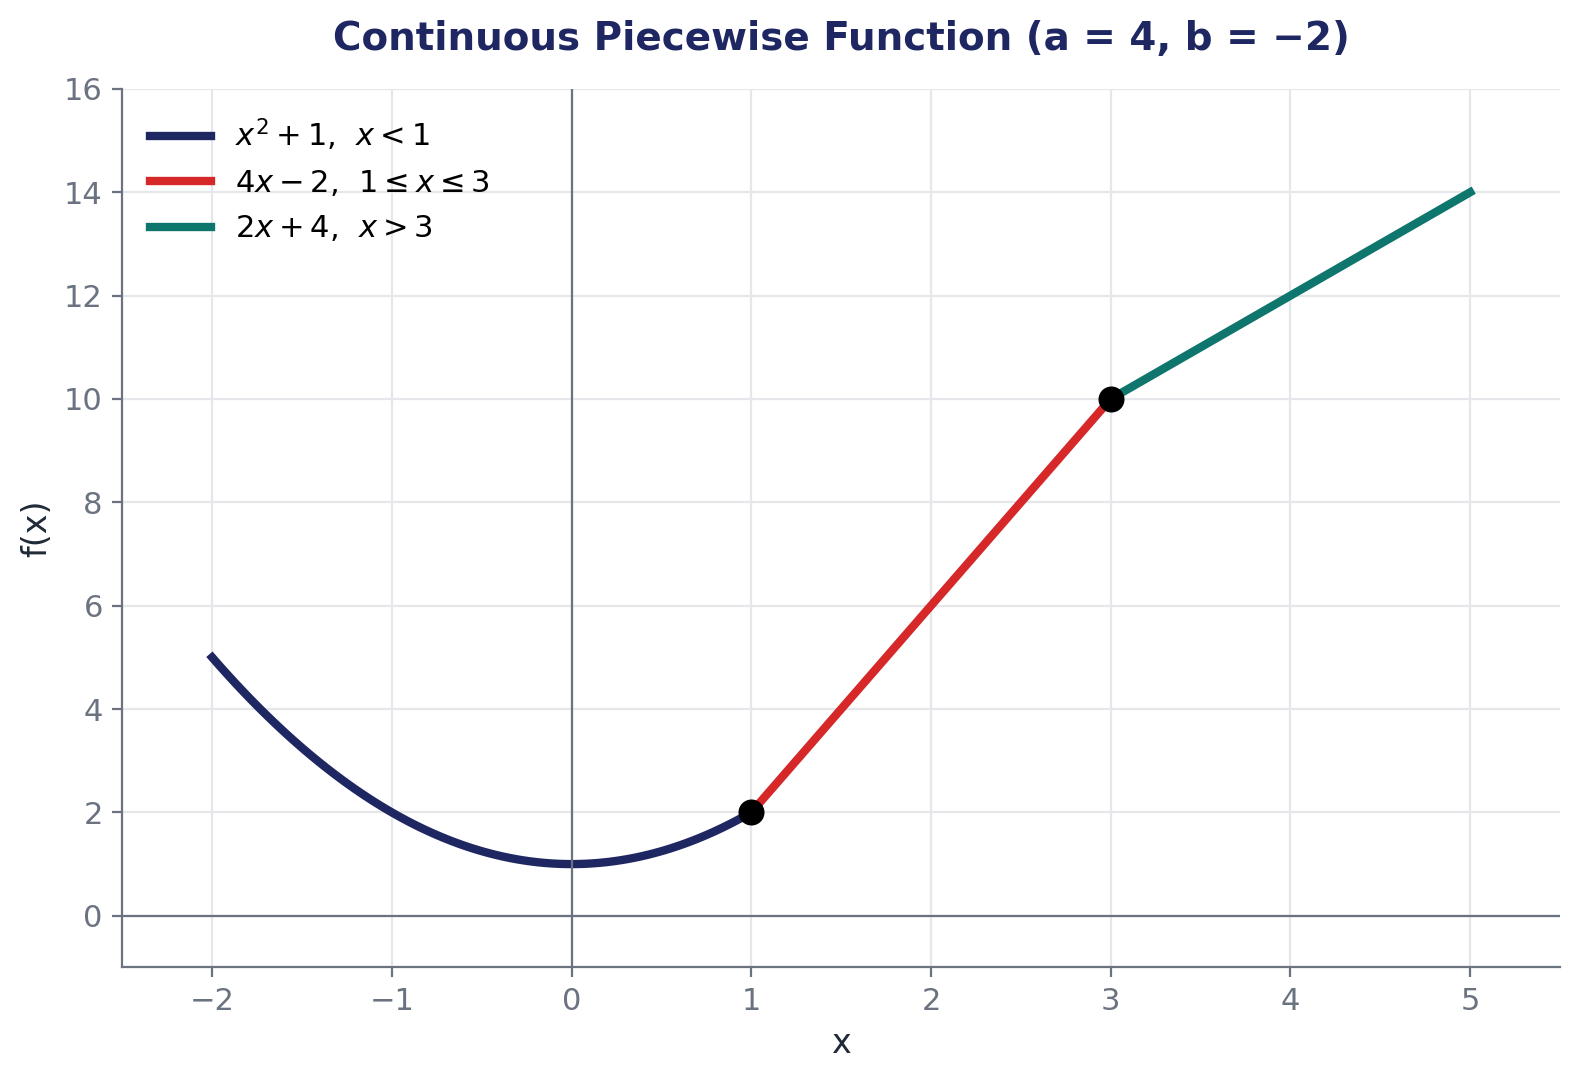 Continuous Piecewise Function (a = 4, b = −2)
16
14
12
10
8
6
4
2
0
f(x)
x² + 1, x < 1
4x − 2, 1 ≤ x ≤ 3
2x + 4, x > 3
−2 −1 0 1 2 3 4 5
x